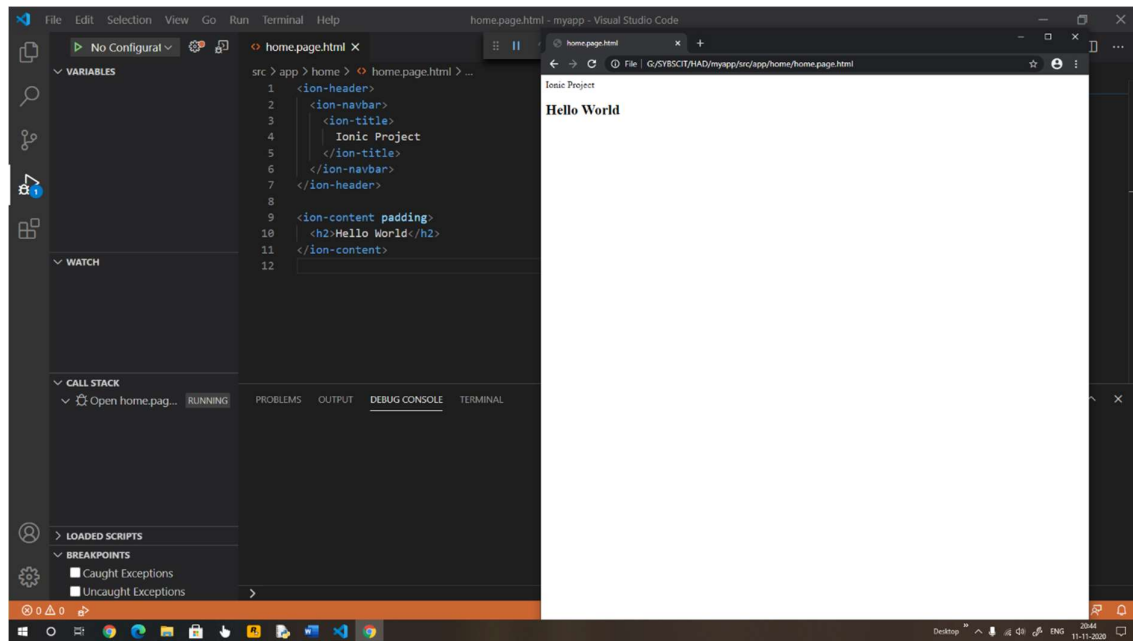 File Edit Selection View Go Run Terminal Help
home.page.html - myapp - Visual Studio Code
No Configurat
home.page.html
VARIABLES
src > app > home > home.page.html > ...
1 <ion-header>
2 <ion-navbar>
3 <ion-title>
4 Ionic Project
5 </ion-title>
6 </ion-navbar>
7 </ion-header>
8
9 <ion-content padding>
10 <h2>Hello World</h2>
11 </ion-content>
12
home.page.html
File | G:/SYBSCIT/HAD/myapp/src/app/home/home.page.html
Ionic Project
Hello World
WATCH
CALL STACK
Open home.pag... RUNNING
PROBLEMS OUTPUT DEBUG CONSOLE TERMINAL
LOADED SCRIPTS
BREAKPOINTS
Caught Exceptions
Uncaught Exceptions
1
0 0
Desktop
ENG
20:44
11-11-2020